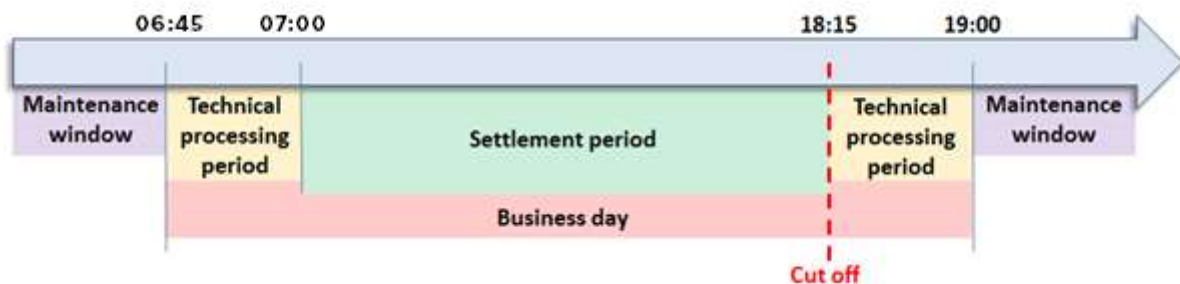 06:45 07:00 18:15 19:00
Maintenance
window
Technical
processing
period
Settlement period
Technical
processing
period
Maintenance
window
Business day
Cut off